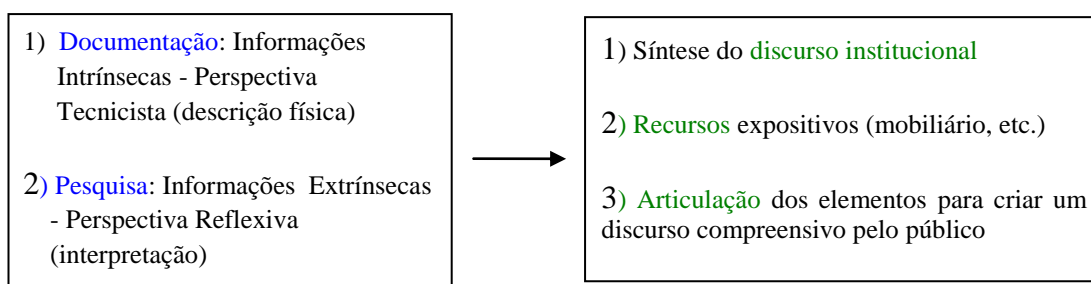 1) Documentação: Informações
Intrínsecas - Perspectiva
Tecnicista (descrição física)
2) Pesquisa: Informações Extrínsecas
- Perspectiva Reflexiva
(interpretação)
1) Síntese do discurso institucional
2) Recursos expositivos (mobiliário, etc.)
3) Articulação dos elementos para criar um
discurso compreensivo pelo público